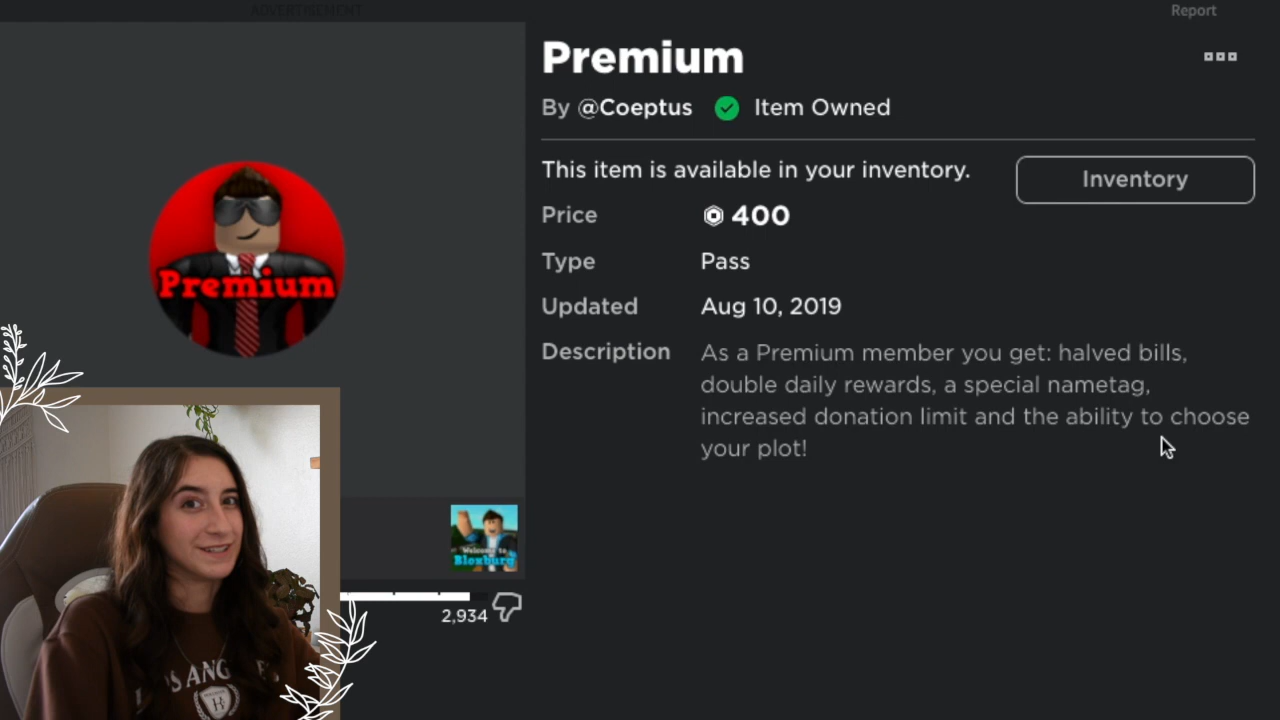 ADVERTISEMENT
Report
Premium
By @Coeptus Item Owned
This item is available in your inventory.
Inventory
Price 400
Type Pass
Updated Aug 10, 2019
Description As a Premium member you get: halved bills,
double daily rewards, a special nametag,
increased donation limit and the ability to choose
your plot!
Premium
Welcome to
Bloxburg
2,934